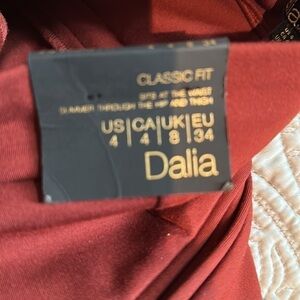 CLASSIC FIT
SITS AT THE WAIST
SLIMMER THROUGH THE HIP AND THIGH
US|CA|UK|EU
4|4|8|34
Dalia